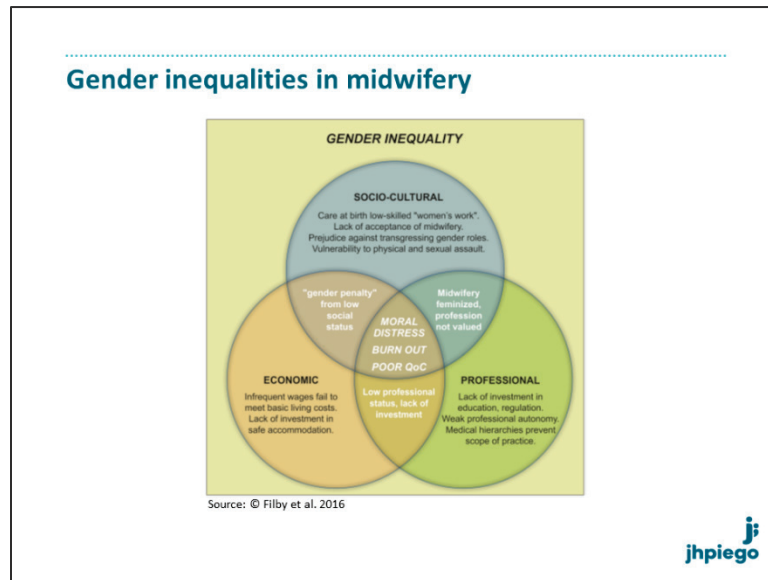 Gender inequalities in midwifery
GENDER INEQUALITY
SOCIO-CULTURAL
Care at birth low-skilled "women's work".
Lack of acceptance of midwifery.
Prejudice against transgressing gender roles.
Vulnerability to physical and sexual assault.
"gender penalty"
from low
social
status
Midwifery
feminized,
profession
not valued
MORAL
DISTRESS
BURN OUT
POOR QoC
ECONOMIC
Infrequent wages fail to
meet basic living costs.
Lack of investment in
safe accommodation.
Low professional
status, lack of
investment
PROFESSIONAL
Lack of investment in
education, regulation.
Weak professional autonomy.
Medical hierarchies prevent
scope of practice.
Source: © Filby et al. 2016
jhpiego